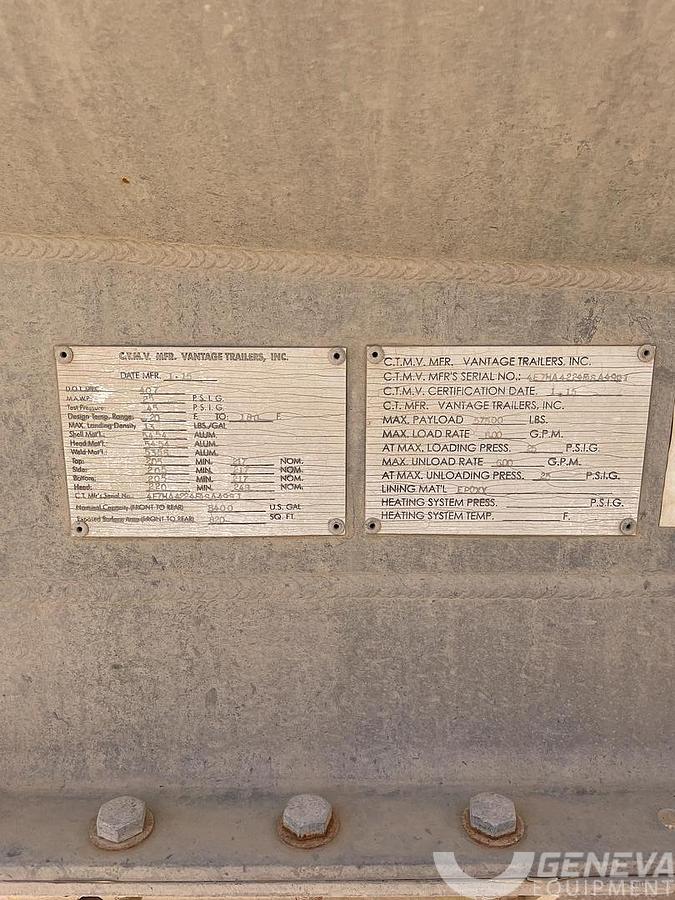 C.T.M.V. MFR. VANTAGE TRAILERS, INC.
DATE MFR. 1-15
D.O.T SPEC. 407
M.A.W.P. 25 P.S.I.G.
Test Pressure 45 P.S.I.G.
Design Temp. Range: -20 F. TO: 180 F
MAX. Landing Density 13 LBS/GAL
Shell Mat'l 5454 ALUM.
Head Mat'l 5454 ALUM.
Weld Mat'l 5356 ALUM.
Top: 205 MIN. 217 NOM.
Side: 205 MIN. 217 NOM.
Bottom: 205 MIN. 217 NOM.
Head: 220 MIN. 249 NOM.
C.T. Mfr's Serial No.
Nominal Capacity (FRONT TO REAR) 8400 U.S. GAL
Exposed Surface Area (FRONT TO REAR) 820 SQ. FT.
C.T.M.V. MFR. VANTAGE TRAILERS, INC.
C.T.M.V. MFR'S SERIAL NO.:
C.T.M.V. CERTIFICATION DATE. 1-15
C.T. MFR. VANTAGE TRAILERS, INC.
MAX. PAYLOAD 57500 LBS.
MAX. LOAD RATE 600 G.P.M.
AT MAX. LOADING PRESS. 25 P.S.I.G.
MAX. UNLOAD RATE 600 G.P.M.
AT MAX. UNLOADING PRESS. 25 P.S.I.G.
LINING MAT'L EPOXY
HEATING SYSTEM PRESS. P.S.I.G.
HEATING SYSTEM TEMP. F.
GENEVA
EQUIPMENT